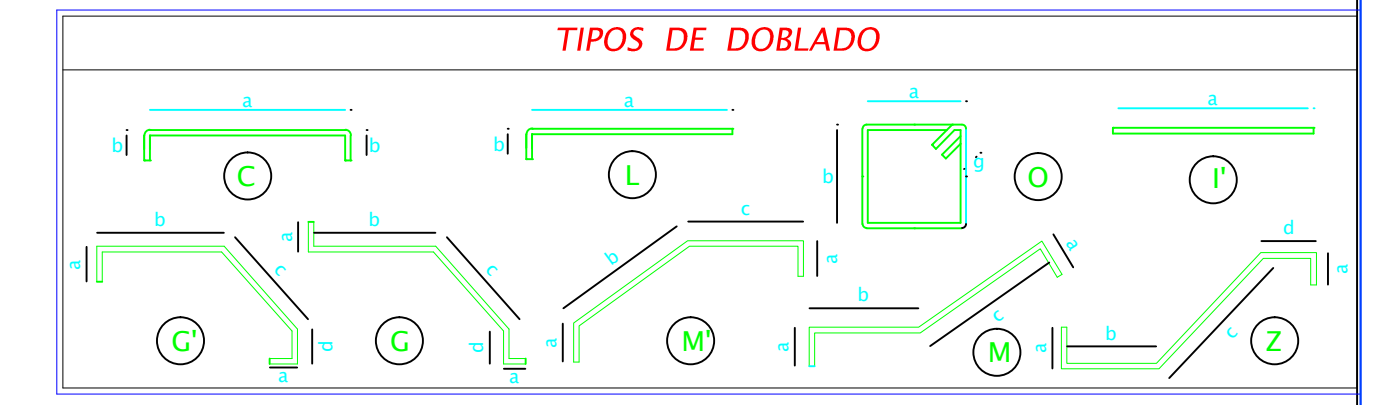 TIPOS DE DOBLADO
a a a a
b b b b g
C L O I'
b b c d
a a b c c a a a
b c
a d d a b c
G' G M' M Z
a a